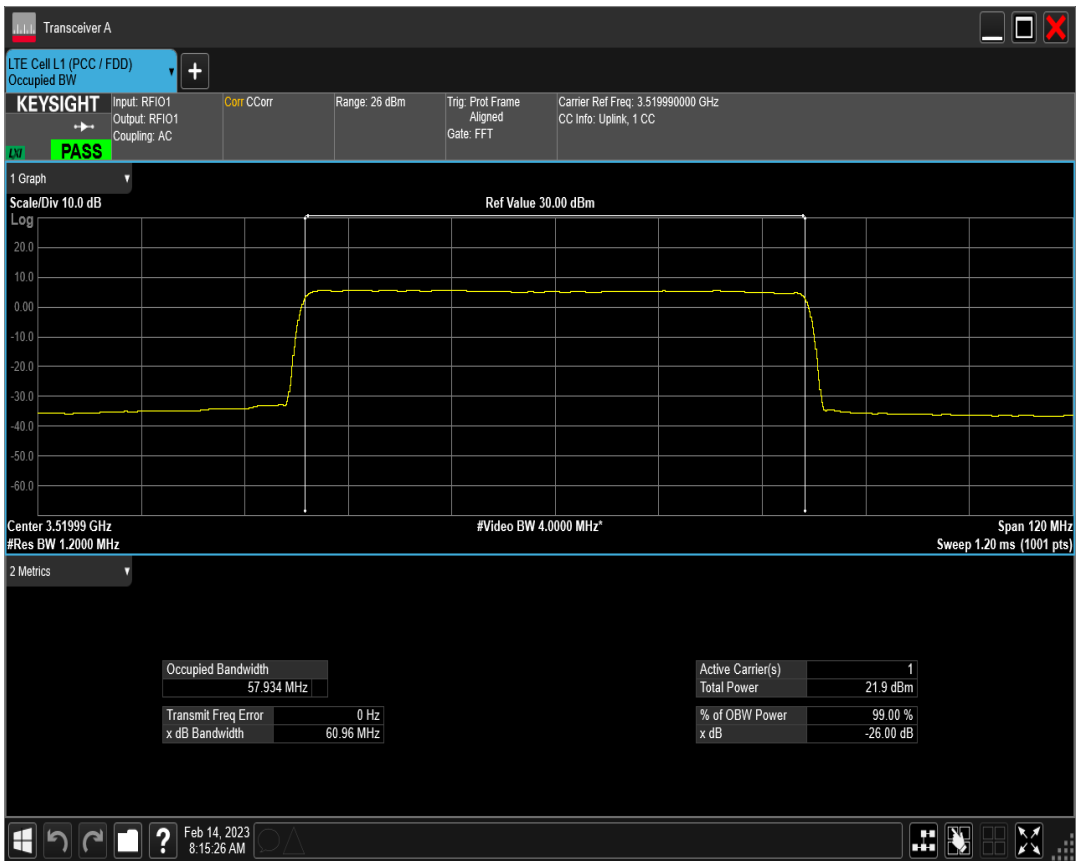 Transceiver A
LTE Cell L1 (PCC / FDD)
Occupied BW
KEYSIGHT
LXI
PASS
Input: RFIO1
Output: RFIO1
Coupling: AC
Corr CCorr
Range: 26 dBm
Trig: Prot Frame
Aligned
Gate: FFT
Carrier Ref Freq: 3.519990000 GHz
CC Info: Uplink, 1 CC
1 Graph
Scale/Div 10.0 dB
Ref Value 30.00 dBm
Log
20.0
10.0
0.00
-10.0
-20.0
-30.0
-40.0
-50.0
-60.0
Center 3.51999 GHz
#Video BW 4.0000 MHz*
Span 120 MHz
#Res BW 1.2000 MHz
Sweep 1.20 ms (1001 pts)
2 Metrics
Occupied Bandwidth
57.934 MHz
Transmit Freq Error 0 Hz
x dB Bandwidth 60.96 MHz
Active Carrier(s) 1
Total Power 21.9 dBm
% of OBW Power 99.00 %
x dB -26.00 dB
?
Feb 14, 2023
8:15:26 AM